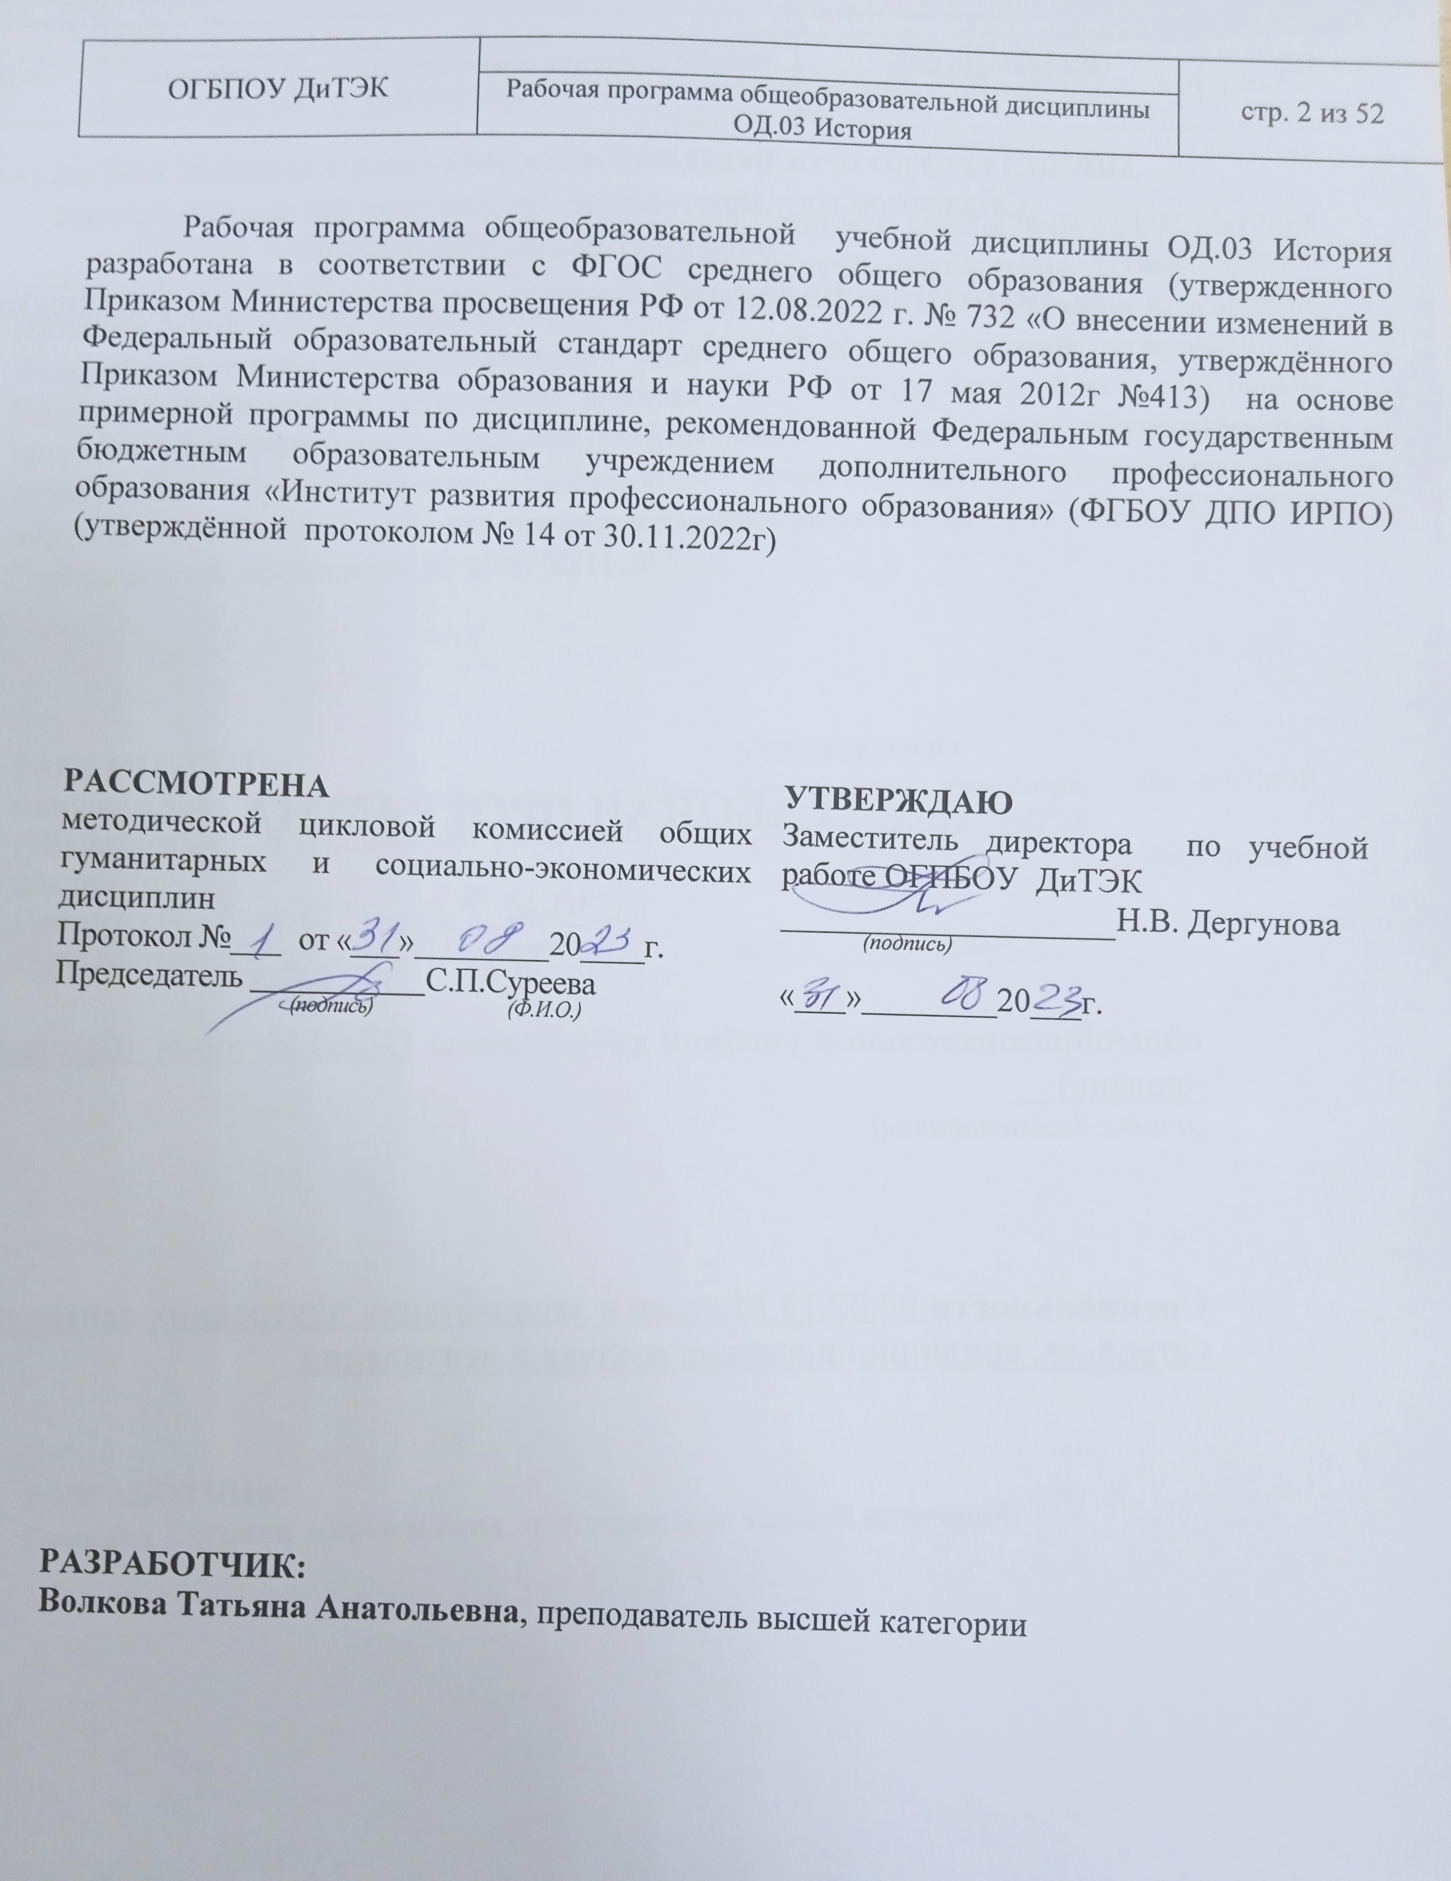 ОГБПОУ ДиТЭК
Рабочая программа общеобразовательной дисциплины
ОД.03 История
стр. 2 из 52
Рабочая программа общеобразовательной учебной дисциплины ОД.03 История
разработана в соответствии с ФГОС среднего общего образования (утвержденного
Приказом Министерства просвещения РФ от 12.08.2022 г. № 732 «О внесении изменений в
Федеральный образовательный стандарт среднего общего образования, утверждённого
Приказом Министерства образования и науки РФ от 17 мая 2012г №413) на основе
примерной программы по дисциплине, рекомендованной Федеральным государственным
бюджетным образовательным учреждением дополнительного профессионального
образования «Институт развития профессионального образования» (ФГБОУ ДПО ИРПО)
(утверждённой протоколом № 14 от 30.11.2022г)
РАССМОТРЕНА
методической цикловой комиссией общих
гуманитарных и социально-экономических
дисциплин
Протокол № 1 от «31» 08 2023 г.
Председатель С.П.Суреева
(подпись) (Ф.И.О.)
УТВЕРЖДАЮ
Заместитель директора по учебной
работе ОГПБОУ ДиТЭК
Н.В. Дергунова
(подпись)
«31» 08 2023г.
РАЗРАБОТЧИК:
Волкова Татьяна Анатольевна, преподаватель высшей категории